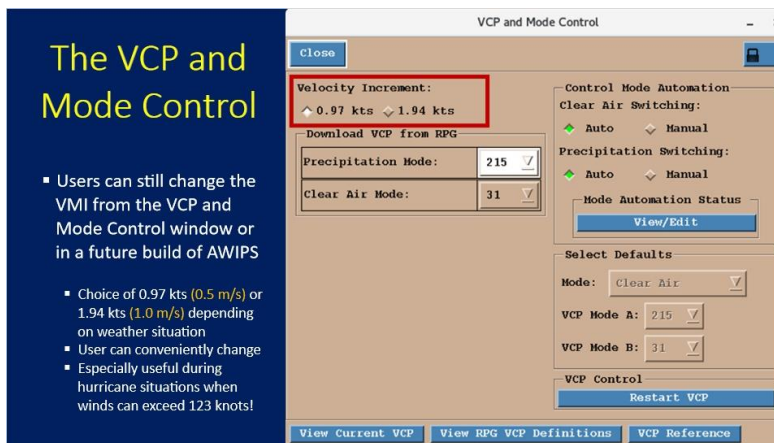 The VCP and
Mode Control
▪ Users can still change the
VMI from the VCP and
Mode Control window or
in a future build of AWIPS
▪ Choice of 0.97 kts (0.5 m/s) or
1.94 kts (1.0 m/s) depending
on weather situation
▪ User can conveniently change
▪ Especially useful during
hurricane situations when
winds can exceed 123 knots!
VCP and Mode Control
Close
Velocity Increment:
0.97 kts 1.94 kts
Download VCP from RPG
Precipitation Mode: 215
Clear Air Mode: 31
Control Mode Automation
Clear Air Switching:
Auto Manual
Precipitation Switching:
Auto Manual
Mode Automation Status
View/Edit
Select Defaults
Mode: Clear Air
VCP Mode A: 215
VCP Mode B: 31
VCP Control
Restart VCP
View Current VCP View RPG VCP Definitions VCP Reference